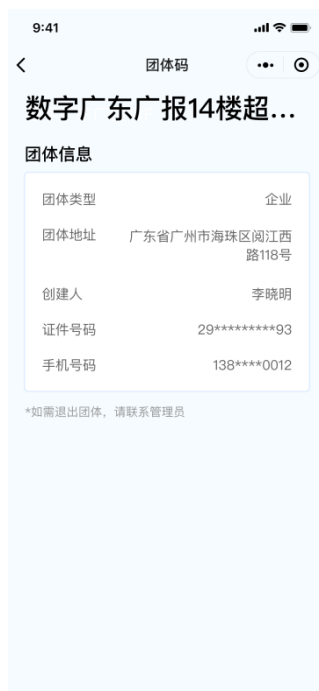 9:41
团体码
数字广东广报14楼超...
团体信息
团体类型 企业
团体地址 广东省广州市海珠区阅江西
路118号
创建人 李晓明
证件号码 29*********93
手机号码 138****0012
*如需退出团体，请联系管理员